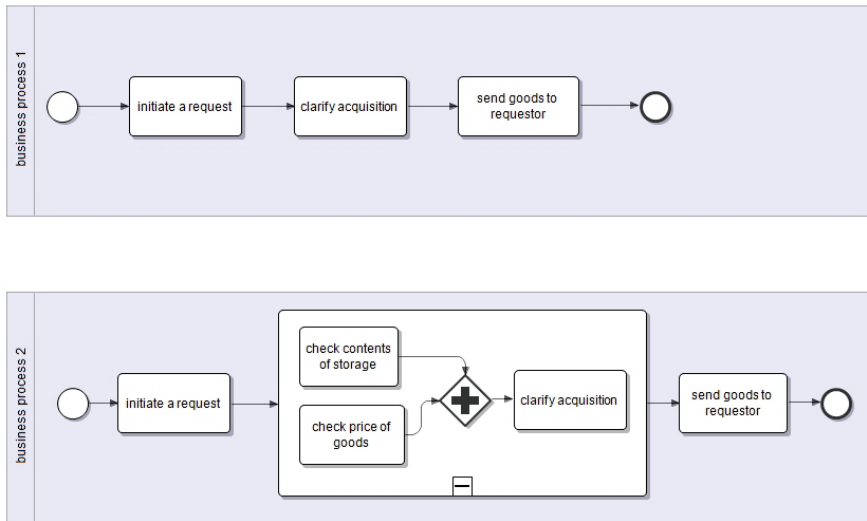 business process 1
initiate a request
clarify acquisition
send goods to
requestor
business process 2
initiate a request
check contents
of storage
check price of
goods
clarify acquisition
send goods to
requestor